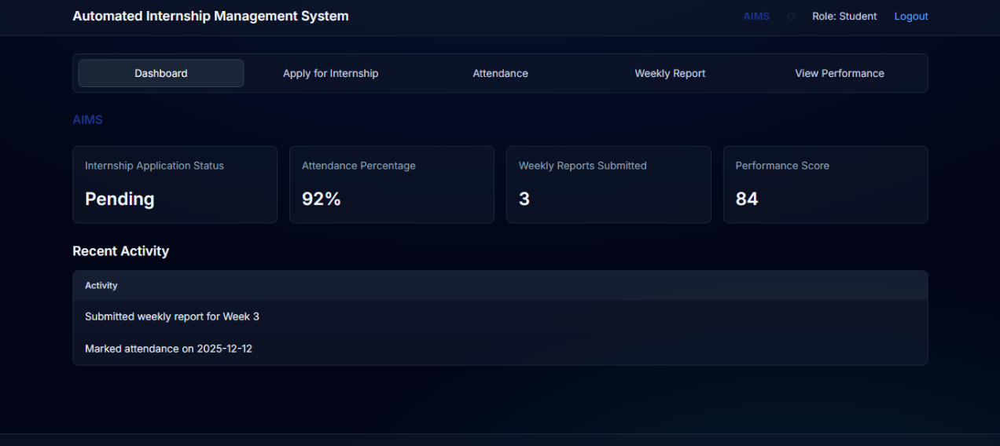 Automated Internship Management System
AIMS
Role: Student
Logout
Dashboard
Apply for Internship
Attendance
Weekly Report
View Performance
AIMS
Internship Application Status
Pending
Attendance Percentage
92%
Weekly Reports Submitted
3
Performance Score
84
Recent Activity
Activity
Submitted weekly report for Week 3
Marked attendance on 2025-12-12